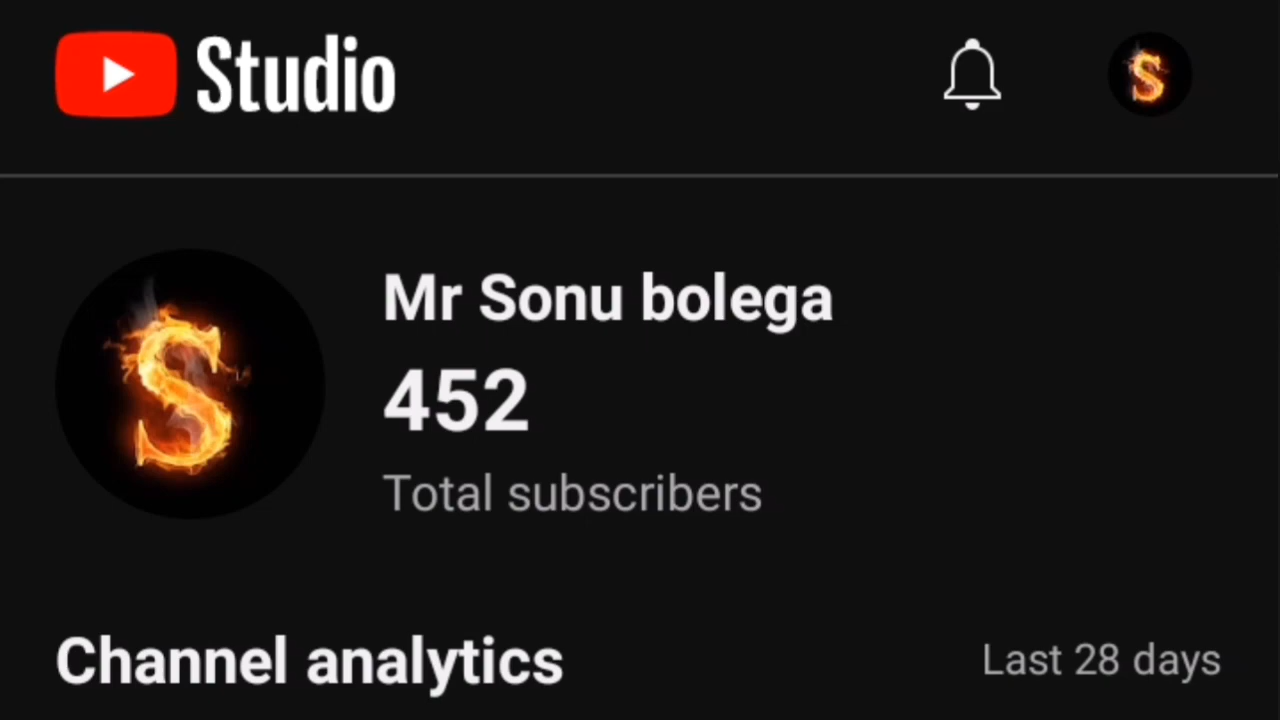 Studio
S
S
Mr Sonu bolega
452
Total subscribers
Channel analytics
Last 28 days